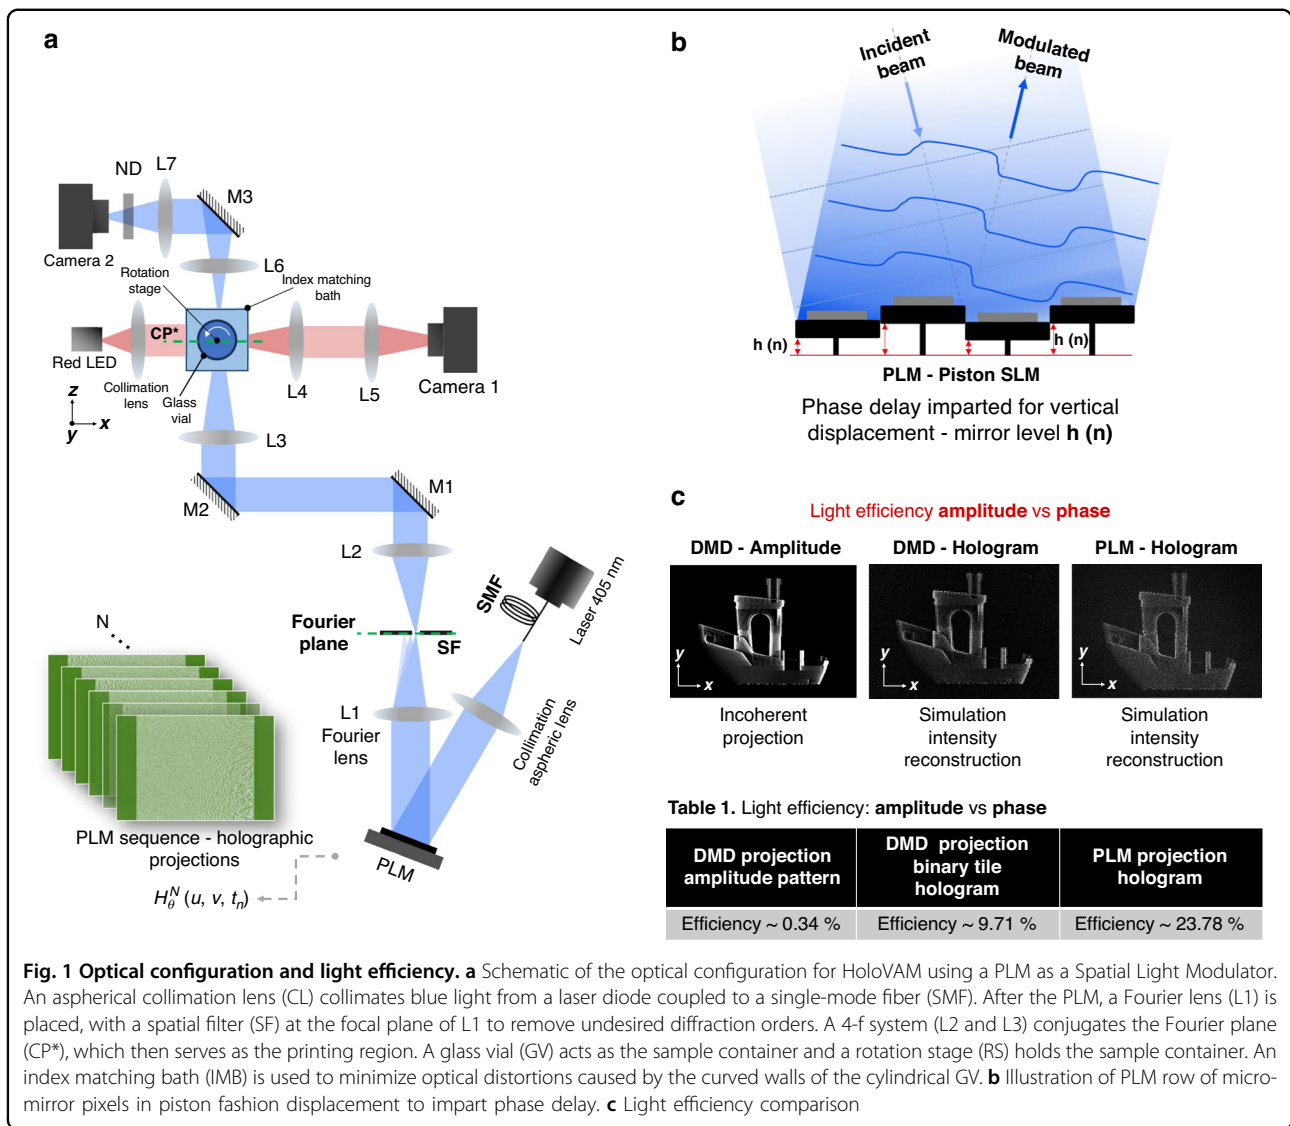 a
ND
L7
M3
Camera 2
L6
Rotation
stage
Index matching
bath
CP*
Red LED
Collimation
lens
Glass
vial
L4
L5
Camera 1
z
y
x
L3
M2
M1
L2
SMF
Laser 405 nm
Fourier
plane
SF
L1
Fourier
lens
Collimation
aspheric lens
N
PLM
PLM sequence - holographic
projections
H_θ^N (u, v, t_n)
b
Incident
beam
Modulated
beam
h (n)
h (n)
PLM - Piston SLM
Phase delay imparted for vertical
displacement - mirror level h (n)
c
Light efficiency amplitude vs phase
DMD - Amplitude
DMD - Hologram
PLM - Hologram
y
x
y
x
y
x
Incoherent
projection
Simulation
intensity
reconstruction
Simulation
intensity
reconstruction
Table 1. Light efficiency: amplitude vs phase
DMD projection
amplitude pattern
DMD projection
binary tile
hologram
PLM projection
hologram
Efficiency ~ 0.34 %
Efficiency ~ 9.71 %
Efficiency ~ 23.78 %
Fig. 1 Optical configuration and light efficiency. a Schematic of the optical configuration for HoloVAM using a PLM as a Spatial Light Modulator.
An aspherical collimation lens (CL) collimates blue light from a laser diode coupled to a single-mode fiber (SMF). After the PLM, a Fourier lens (L1) is
placed, with a spatial filter (SF) at the focal plane of L1 to remove undesired diffraction orders. A 4-f system (L2 and L3) conjugates the Fourier plane
(CP*), which then serves as the printing region. A glass vial (GV) acts as the sample container and a rotation stage (RS) holds the sample container. An
index matching bath (IMB) is used to minimize optical distortions caused by the curved walls of the cylindrical GV. b Illustration of PLM row of micro-
mirror pixels in piston fashion displacement to impart phase delay. c Light efficiency comparison